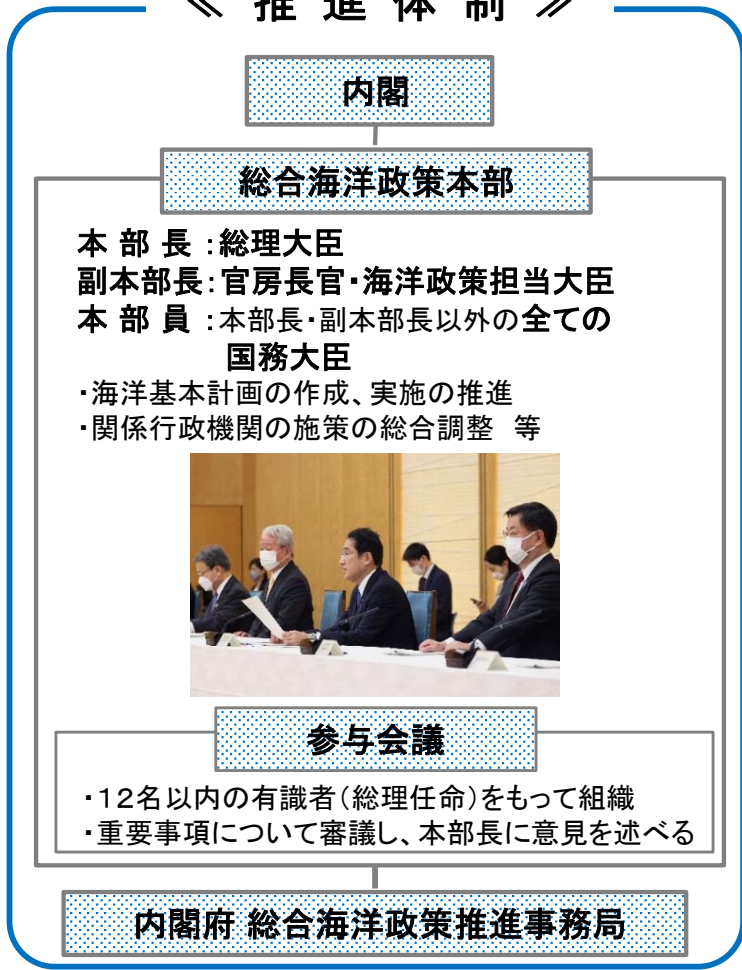 ≪ 推 進 体 制 ≫
内閣
総合海洋政策本部
本 部 長 :総理大臣
副本部長:官房長官・海洋政策担当大臣
本 部 員 :本部長・副本部長以外の全ての
国務大臣
・海洋基本計画の作成、実施の推進
・関係行政機関の施策の総合調整　等
参与会議
・12名以内の有識者(総理任命)をもって組織
・重要事項について審議し、本部長に意見を述べる
内閣府 総合海洋政策推進事務局